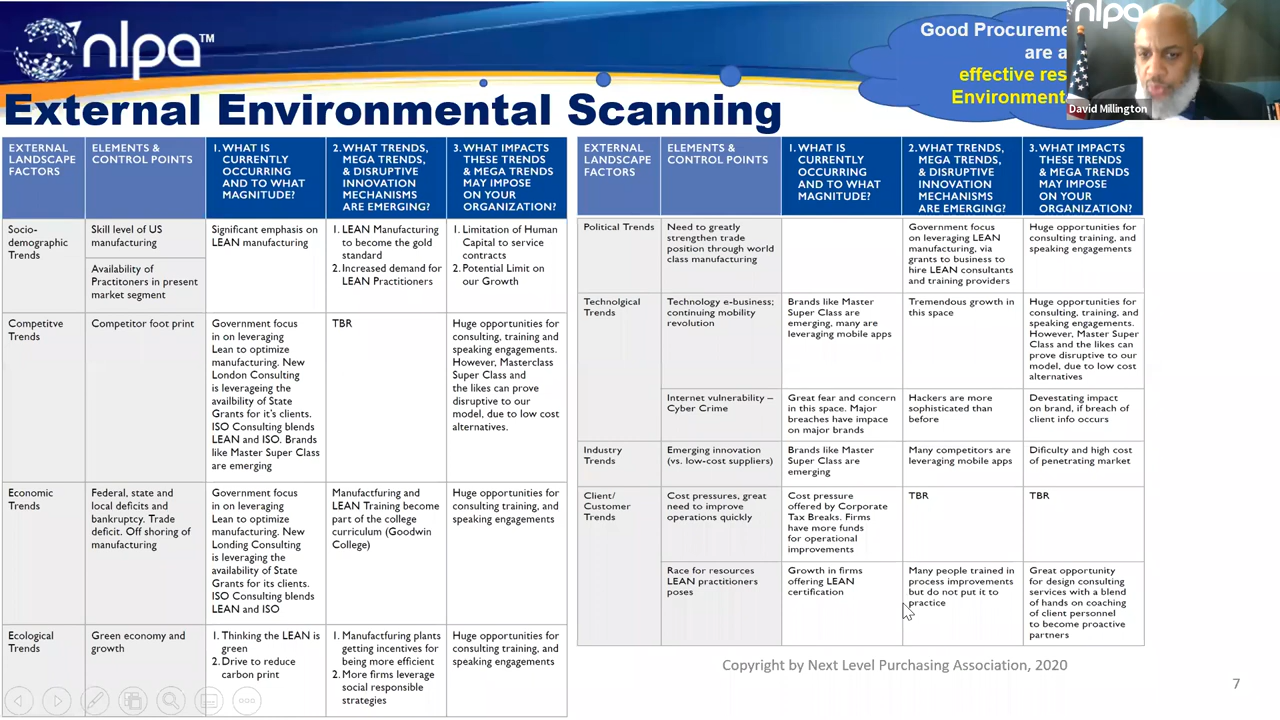 nlpa™
Good Procureme
are a
effective res
Environment
nlpa
David Millington
External Environmental Scanning
EXTERNAL
LANDSCAPE
FACTORS
ELEMENTS &
CONTROL POINTS
1. WHAT IS
CURRENTLY
OCCURRING
AND TO WHAT
MAGNITUDE?
2. WHAT TRENDS,
MEGA TRENDS,
& DISRUPTIVE
INNOVATION
MECHANISMS
ARE EMERGING?
3. WHAT IMPACTS
THESE TRENDS
& MEGA TRENDS
MAY IMPOSE
ON YOUR
ORGANIZATION?
Socio-
demographic
Trends
Skill level of US
manufacturing
Availability of
Practitoners in present
market segment
Significant emphasis on
LEAN manufacturing
1. LEAN Manufacturing
to become the gold
standard
2. Increased demand for
LEAN Practitioners
1. Limitation of Human
Capital to service
contracts
2. Potential Limit on
our Growth
Competitve
Trends
Competitor foot print
Government focus
in on leveraging
Lean to optimize
manufacturing. New
London Consulting
is leverageing the
availbility of State
Grants for it's clients.
ISO Consulting blends
LEAN and ISO. Brands
like Master Super Class
are emerging
TBR
Huge opportunities for
consulting, training and
speaking engagements.
However, Masterclass
Super Class and
the likes can prove
disruptive to our
model, due to low cost
alternatives.
Economic
Trends
Federal, state and
local deficits and
bankruptcy. Trade
deficit. Off shoring of
manufacturing
Government focus
in on leveraging
Lean to optimize
manufacturing. New
Londing Consulting
is leveraging the
availability of State
Grants for its clients.
ISO Consulting blends
LEAN and ISO
Manufactfuring and
LEAN Training become
part of the college
curriculum (Goodwin
College)
Huge opportunities for
consulting training, and
speaking engagements
Ecological
Trends
Green economy and
growth
1. Thinking the LEAN is
green
2. Drive to reduce
carbon print
1. Manufactfuring plants
getting incentives for
being more efficient
2. More firms leverage
social responsible
strategies
Huge opportunities for
consulting training, and
speaking engagements
EXTERNAL
LANDSCAPE
FACTORS
ELEMENTS &
CONTROL POINTS
1. WHAT IS
CURRENTLY
OCCURRING
AND TO WHAT
MAGNITUDE?
2. WHAT TRENDS,
MEGA TRENDS,
& DISRUPTIVE
INNOVATION
MECHANISMS
ARE EMERGING?
3. WHAT IMPACTS
THESE TRENDS
& MEGA TRENDS
MAY IMPOSE
ON YOUR
ORGANIZATION?
Political Trends
Need to greatly
strengthen trade
position through world
class manufacturing
Government focus
on leveraging LEAN
manufacturing, via
grants to business to
hire LEAN consultants
and training providers
Huge opportunities for
consulting training, and
speaking engagements
Technolgical
Trends
Technology e-business;
continuing mobility
revolution
Brands like Master
Super Class are
emerging, many are
leveraging mobile apps
Tremendous growth in
this space
Huge opportunities for
consulting, training, and
speaking engagements.
However, Master Super
Class and the likes can
prove disruptive to our
model, due to low cost
alternatives
Internet vulnerability –
Cyber Crime
Great fear and concern
in this space. Major
breaches have impace
on major brands
Hackers are more
sophisticated than
before
Devestating impact
on brand, if breach of
client info occurs
Industry
Trends
Emerging innovation
(vs. low-cost suppliers)
Brands like Master
Super Class are
emerging
Many competitors are
leveraging mobile apps
Dificulty and high cost
of penetrating market
Client/
Customer
Trends
Cost pressures, great
need to improve
operations quickly
Cost pressure
offered by Corporate
Tax Breaks. Firms
have more funds
for operational
improvements
TBR
TBR
Race for resources
LEAN practitioners
poses
Growth in firms
offering LEAN
certification
Many people trained in
process improvements
but do not put it to
practice
Great opportunity
for design consulting
services with a blend
of hands on coaching
of client personnel
to become proactive
partners
Copyright by Next Level Purchasing Association, 2020
7